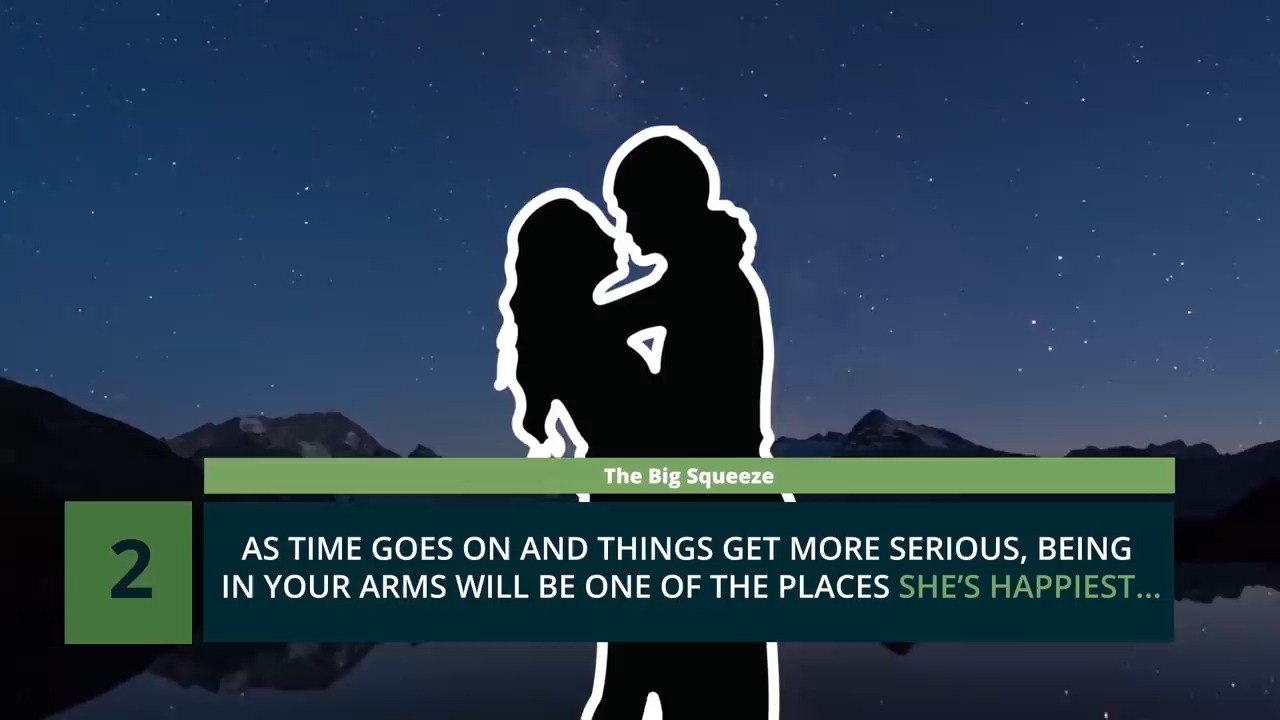 The Big Squeeze
2
AS TIME GOES ON AND THINGS GET MORE SERIOUS, BEING
IN YOUR ARMS WILL BE ONE OF THE PLACES SHE’S HAPPIEST...